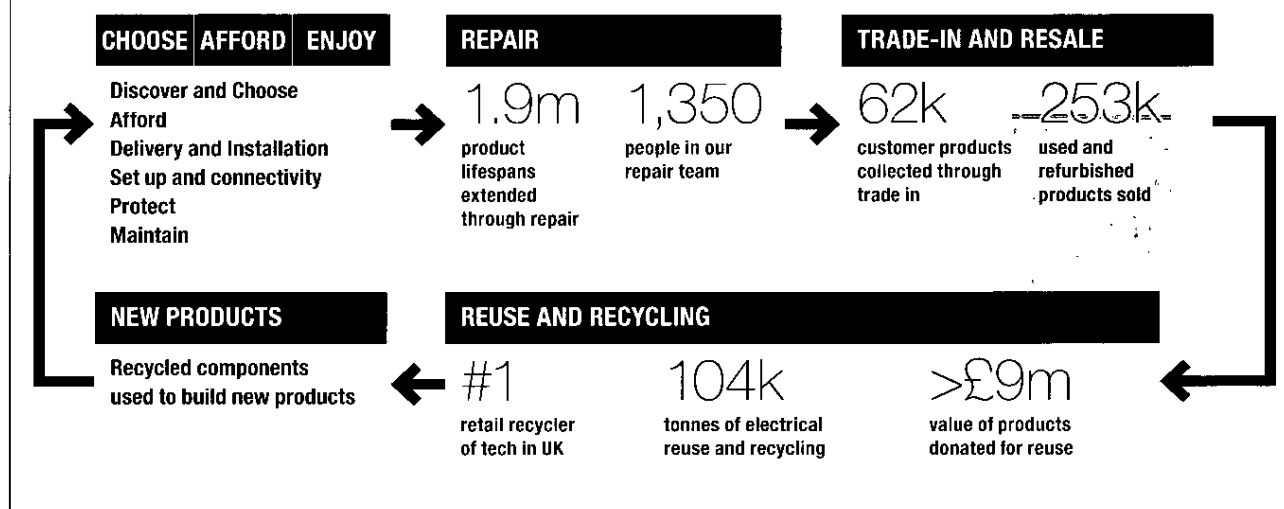 CHOOSE AFFORD ENJOY
Discover and Choose
Afford
Delivery and Installation
Set up and connectivity
Protect
Maintain
REPAIR
1.9m
product
lifespans
extended
through repair
1,350
people in our
repair team
TRADE-IN AND RESALE
62k
customer products
collected through
trade in
253k
used and
refurbished
products sold
REUSE AND RECYCLING
#1
retail recycler
of tech in UK
104k
tonnes of electrical
reuse and recycling
>£9m
value of products
donated for reuse
NEW PRODUCTS
Recycled components
used to build new products